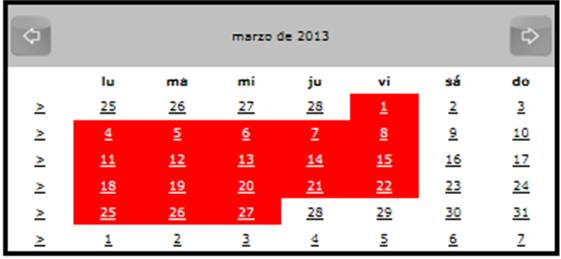 marzo de 2013
lu ma mi ju vi sá do
> 25 26 27 28 1 2 3
> 4 5 6 7 8 9 10
> 11 12 13 14 15 16 17
> 18 19 20 21 22 23 24
> 25 26 27 28 29 30 31
> 1 2 3 4 5 6 7